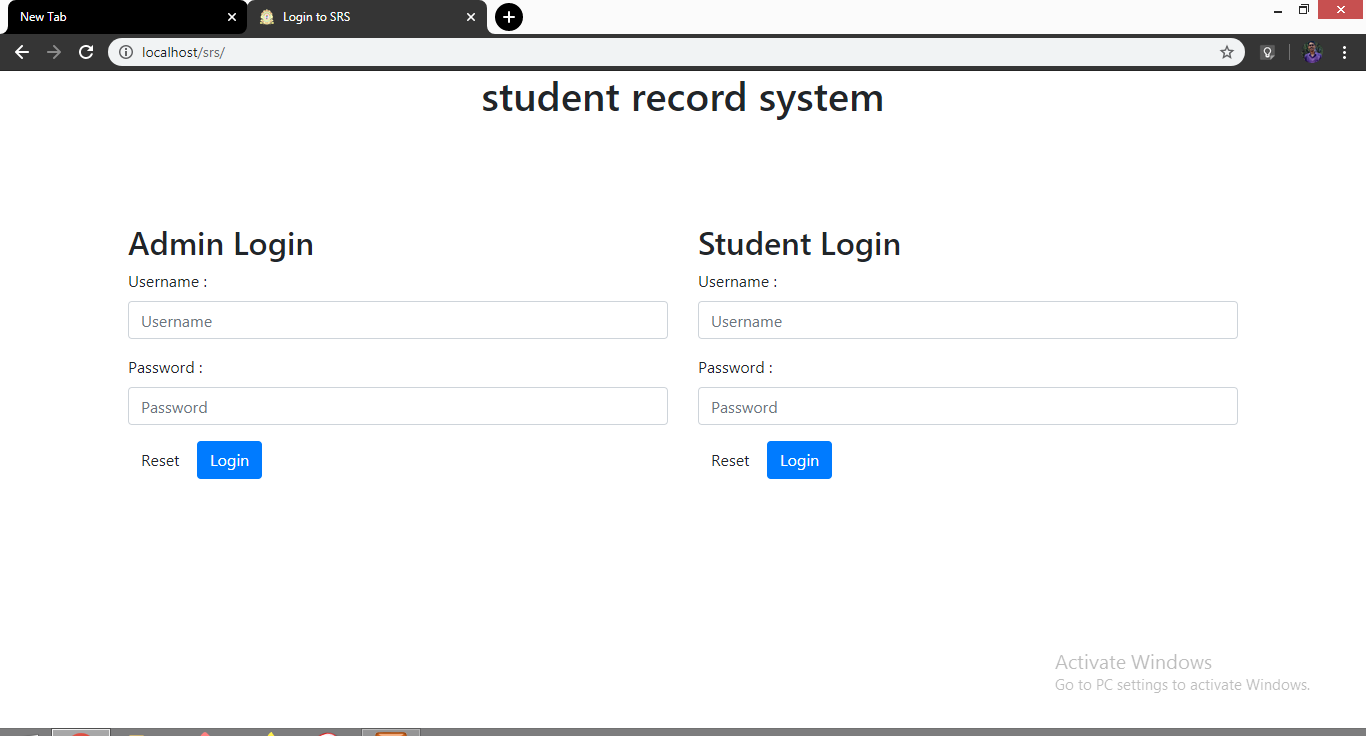 New Tab
Login to SRS
localhost/srs/
student record system
Admin Login
Username :
Username
Password :
Password
Reset Login
Student Login
Username :
Username
Password :
Password
Reset Login
Activate Windows
Go to PC settings to activate Windows.